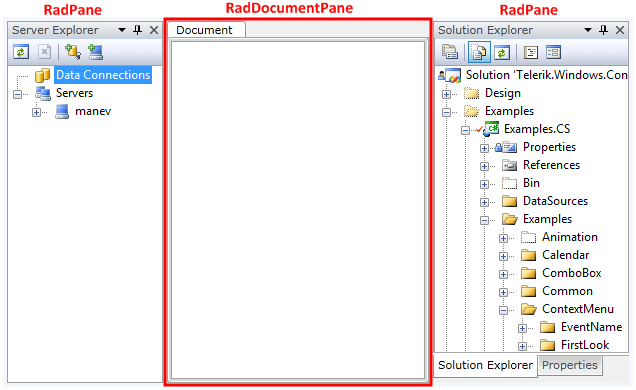 RadPane
RadDocumentPane
RadPane
Server Explorer
Data Connections
Servers
manev
Document
Solution Explorer
Solution 'Telerik.Windows.Con
Design
Examples
Examples.CS
Properties
References
Bin
DataSources
Examples
Animation
Calendar
ComboBox
Common
ContextMenu
EventName
FirstLook
Solution Explorer
Properties